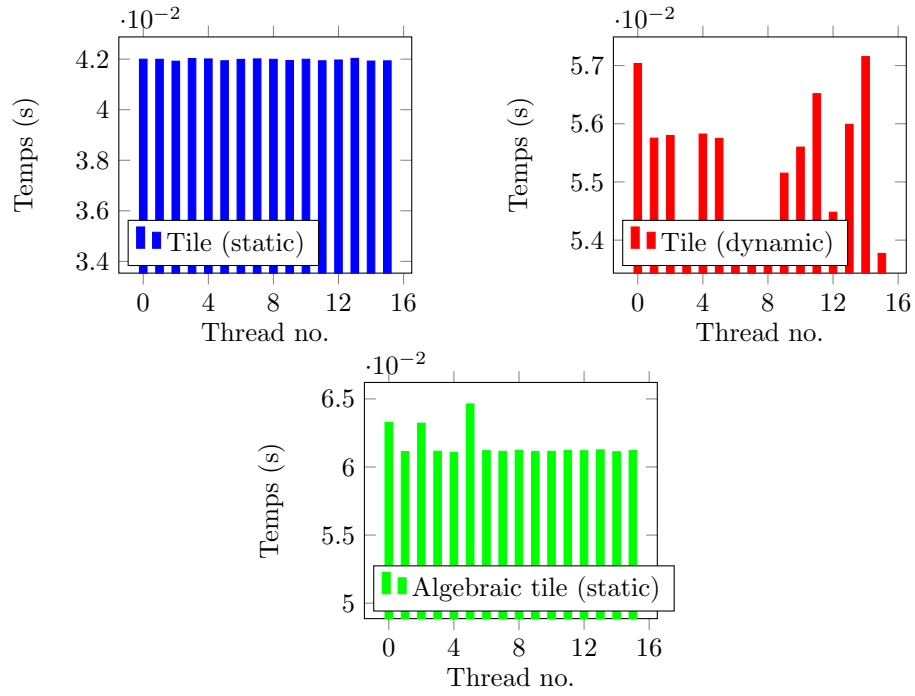 ·10−2
4.2
4
3.8
3.6
3.4
Temps (s)
Tile (static)
0 4 8 12 16
Thread no.
·10−2
5.7
5.6
5.5
5.4
Temps (s)
Tile (dynamic)
0 4 8 12 16
Thread no.
·10−2
6.5
6
5.5
5
Temps (s)
Algebraic tile (static)
0 4 8 12 16
Thread no.